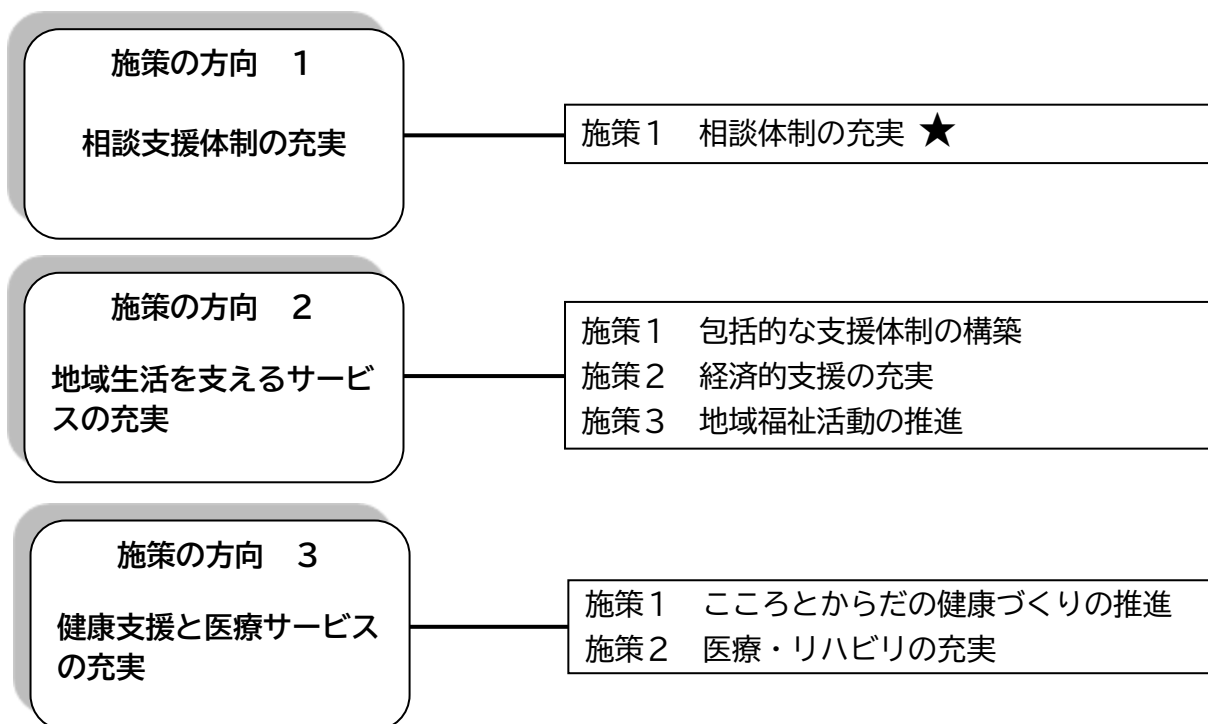 施策の方向　1
相談支援体制の充実
施策1　相談体制の充実 ★
施策の方向　2
地域生活を支えるサービ
スの充実
施策1　包括的な支援体制の構築
施策2　経済的支援の充実
施策3　地域福祉活動の推進
施策の方向　3
健康支援と医療サービス
の充実
施策1　こころとからだの健康づくりの推進
施策2　医療・リハビリの充実